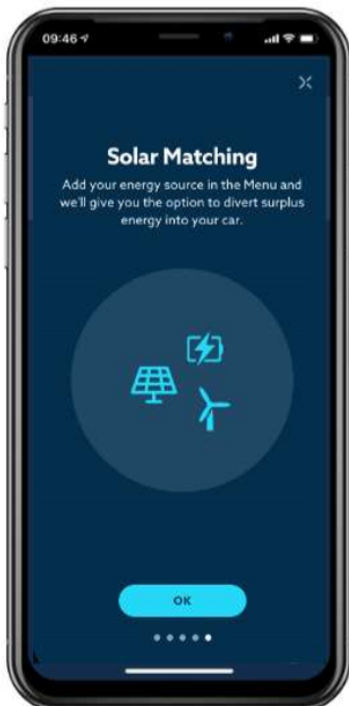 09:46
Solar Matching
Add your energy source in the Menu and
we'll give you the option to divert surplus
energy into your car.
OK